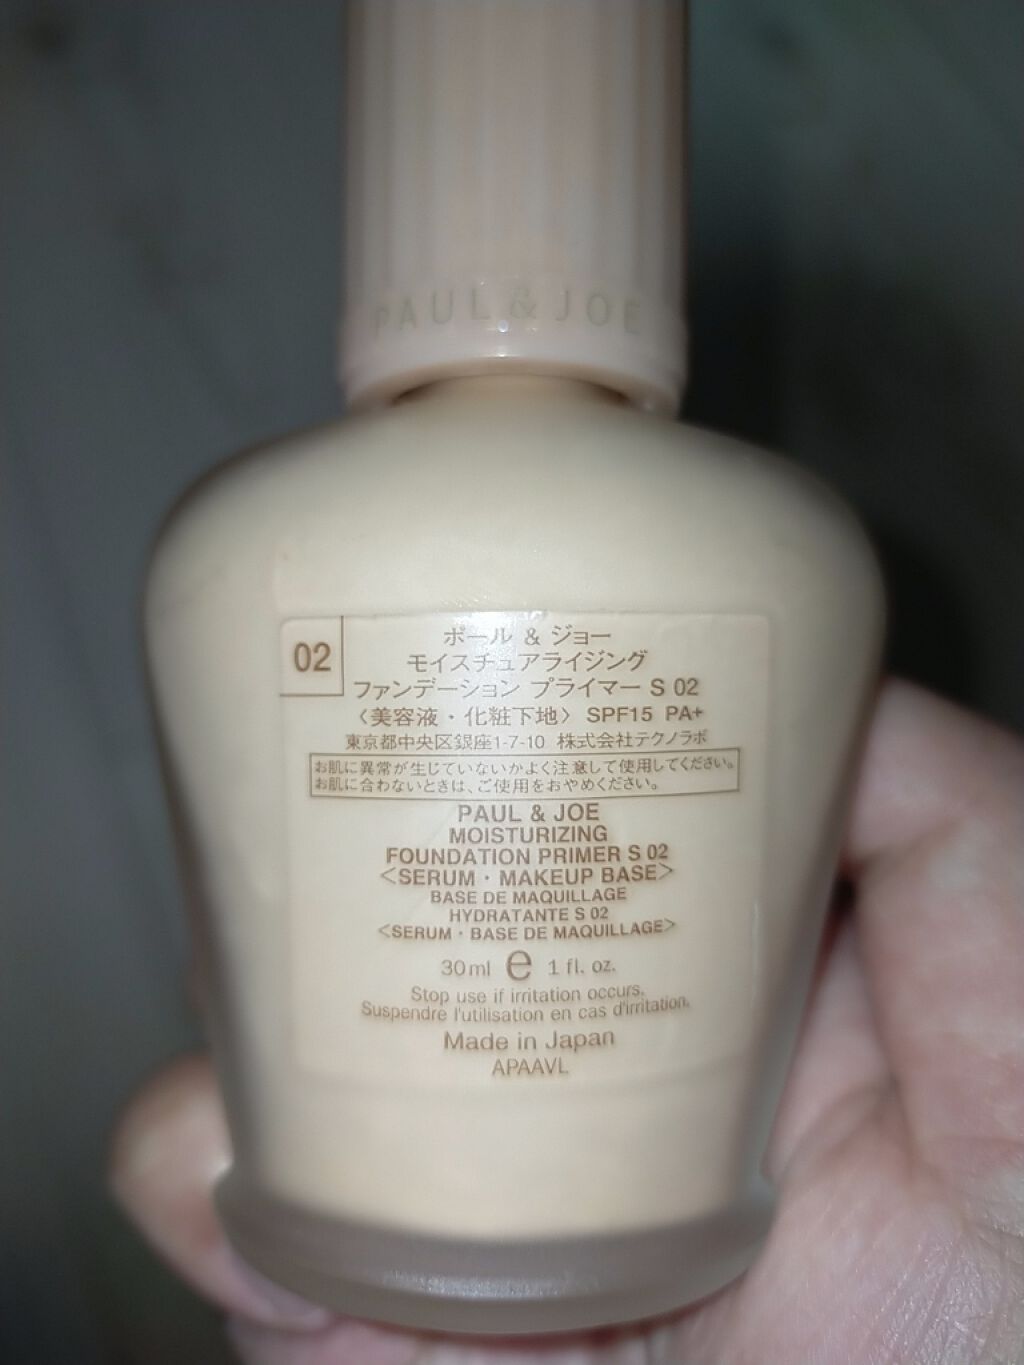 PAUL & JOE
02
ポール & ジョー
モイスチュアライジング
ファンデーション プライマー S 02
〈美容液・化粧下地〉 SPF15 PA+
東京都中央区銀座1-7-10 株式会社テクノラボ
お肌に異常が生じていないかよく注意して使用してください。
お肌に合わないときは、ご使用をおやめください。
PAUL & JOE
MOISTURIZING
FOUNDATION PRIMER S 02
<SERUM・MAKEUP BASE>
BASE DE MAQUILLAGE
HYDRATANTE S 02
<SERUM・BASE DE MAQUILLAGE>
30ml e 1 fl. oz.
Stop use if irritation occurs.
Suspendre l'utilisation en cas d'irritation.
Made in Japan
APAAVL